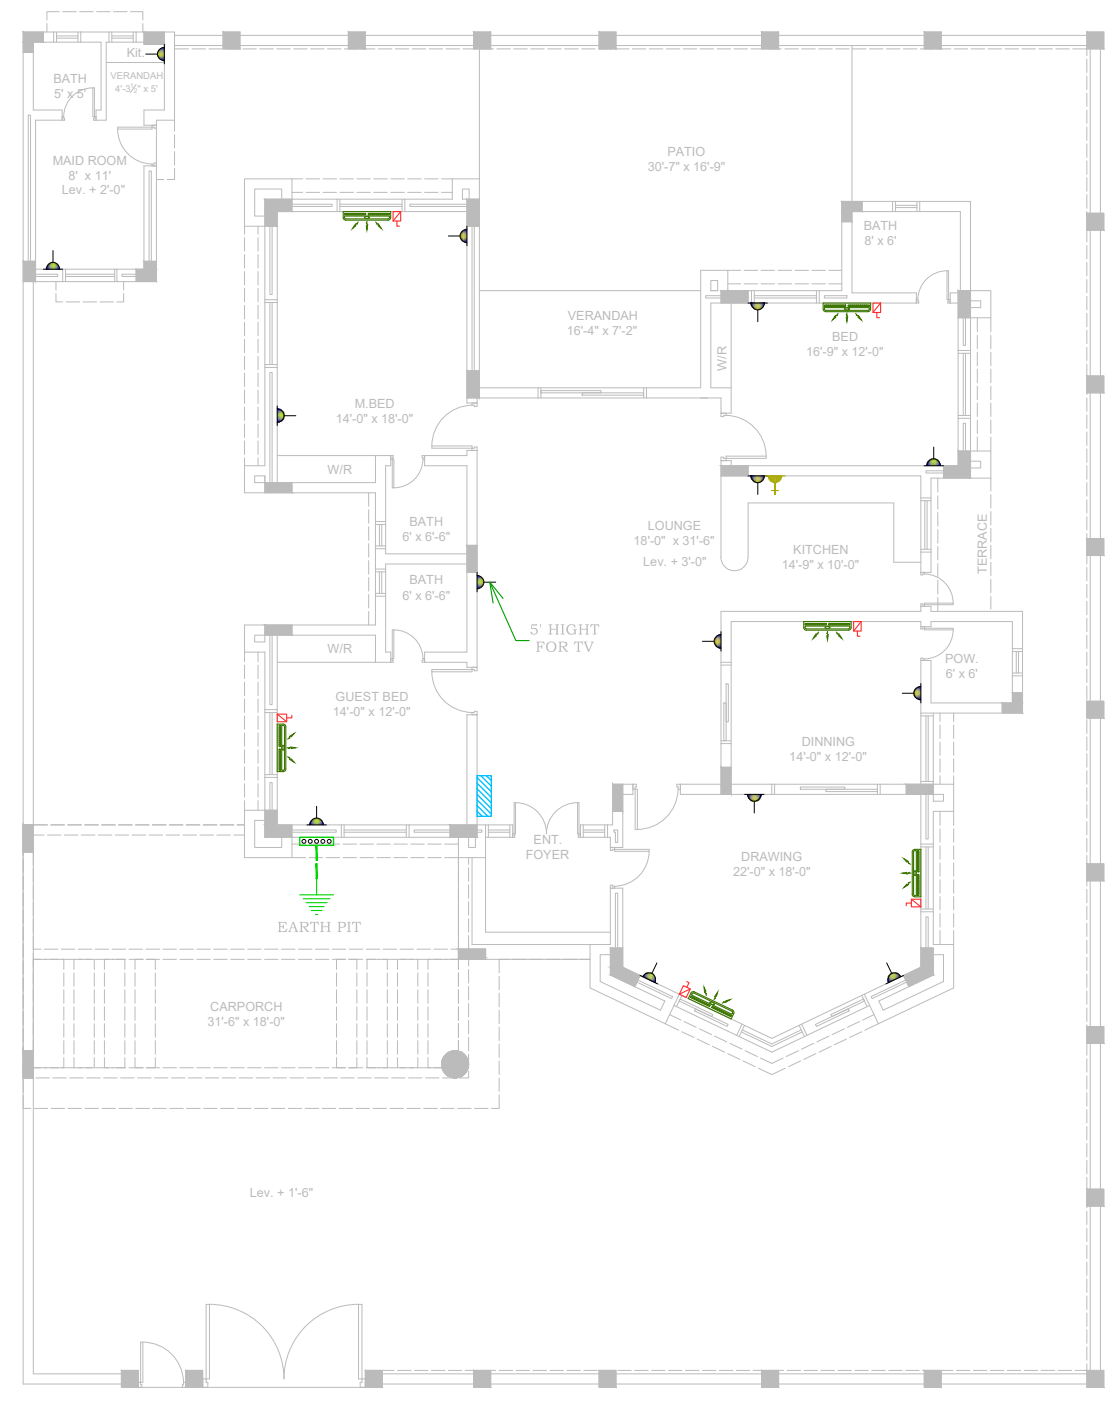 Kit.
BATH
5' x 5'
VERANDAH
4'-3½" x 5'
MAID ROOM
8' x 11'
Lev. + 2'-0"
PATIO
30'-7" x 16'-9"
BATH
8' x 6'
VERANDAH
16'-4" x 7'-2"
W/R
BED
16'-9" x 12'-0"
M.BED
14'-0" x 18'-0"
W/R
BATH
6' x 6'-6"
LOUNGE
18'-0" x 31'-6"
Lev. + 3'-0"
KITCHEN
14'-9" x 10'-0"
TERRACE
BATH
6' x 6'-6"
5' HIGHT
FOR TV
W/R
POW.
6' x 6'
GUEST BED
14'-0" x 12'-0"
DINNING
14'-0" x 12'-0"
ENT.
FOYER
DRAWING
22'-0" x 18'-0"
EARTH PIT
CARPORCH
31'-6" x 18'-0"
Lev. + 1'-6"